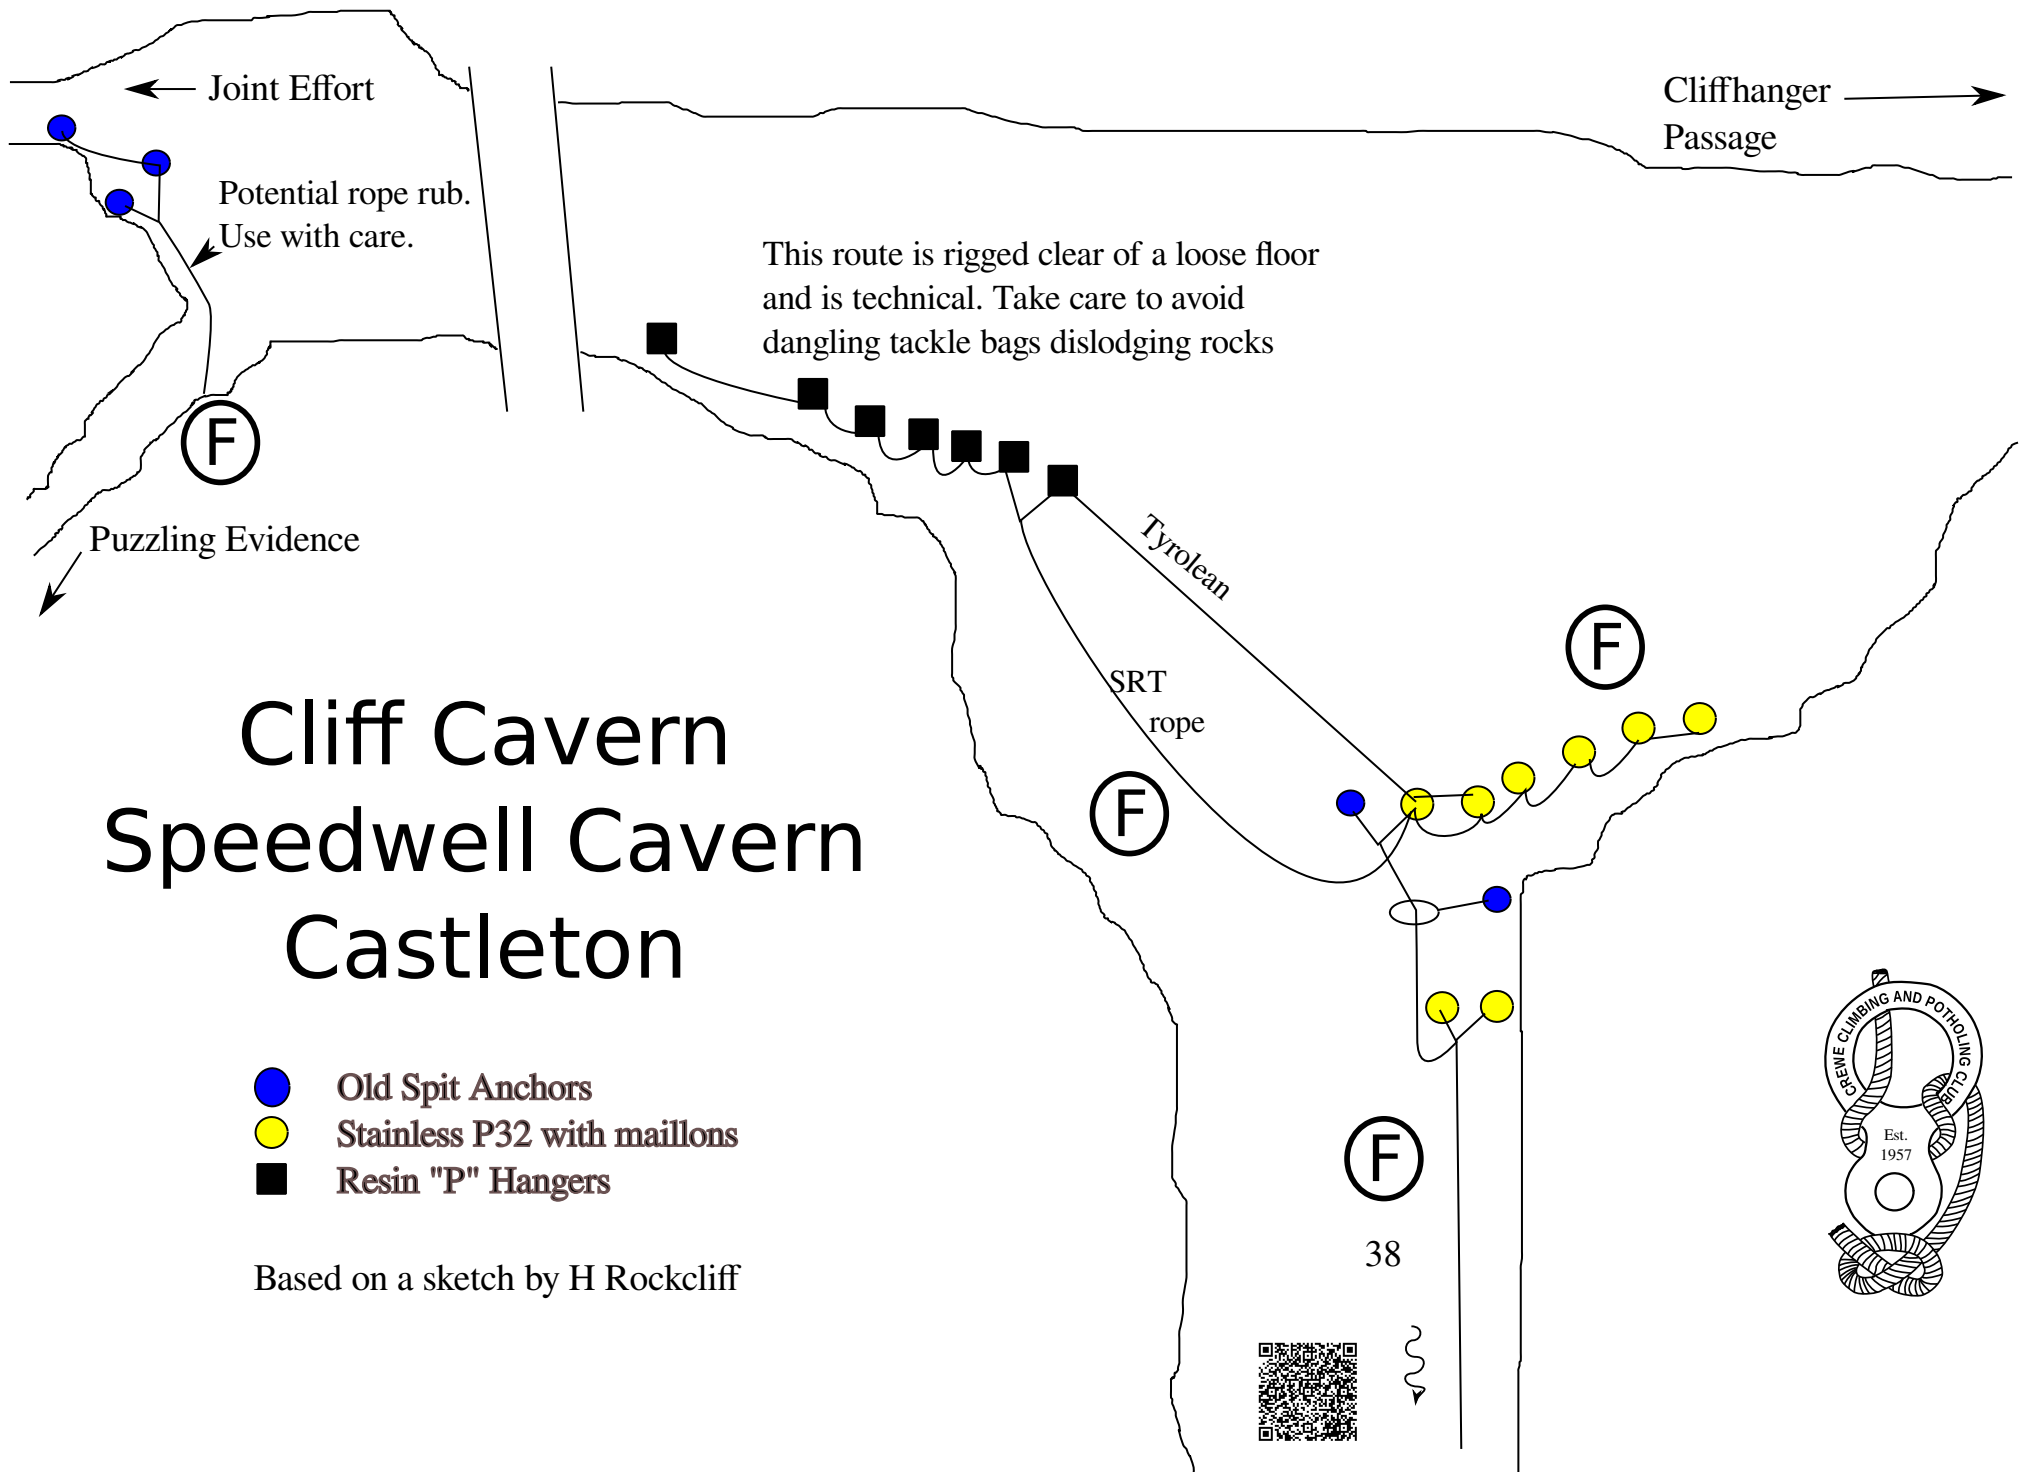 Joint Effort
Cliffhanger
Passage
Potential rope rub.
Use with care.
This route is rigged clear of a loose floor
and is technical. Take care to avoid
dangling tackle bags dislodging rocks
F
Puzzling Evidence
Tyrolean
F
SRT
rope
F
Cliff Cavern
Speedwell Cavern
Castleton
Old Spit Anchors
Stainless P32 with maillons
Resin "P" Hangers
Based on a sketch by H Rockcliff
F
38
CREWE CLIMBING AND POTHOLING CLUB
Est.
1957